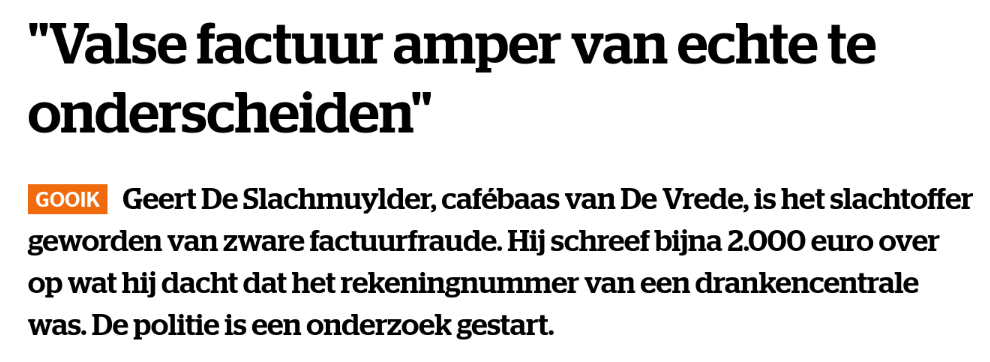 "Valse factuur amper van echte te
onderscheiden"
GOOIK Geert De Slachmuylder, cafébaas van De Vrede, is het slachtoffer
geworden van zware factuurfraude. Hij schreef bijna 2.000 euro over
op wat hij dacht dat het rekeningnummer van een drankencentrale
was. De politie is een onderzoek gestart.